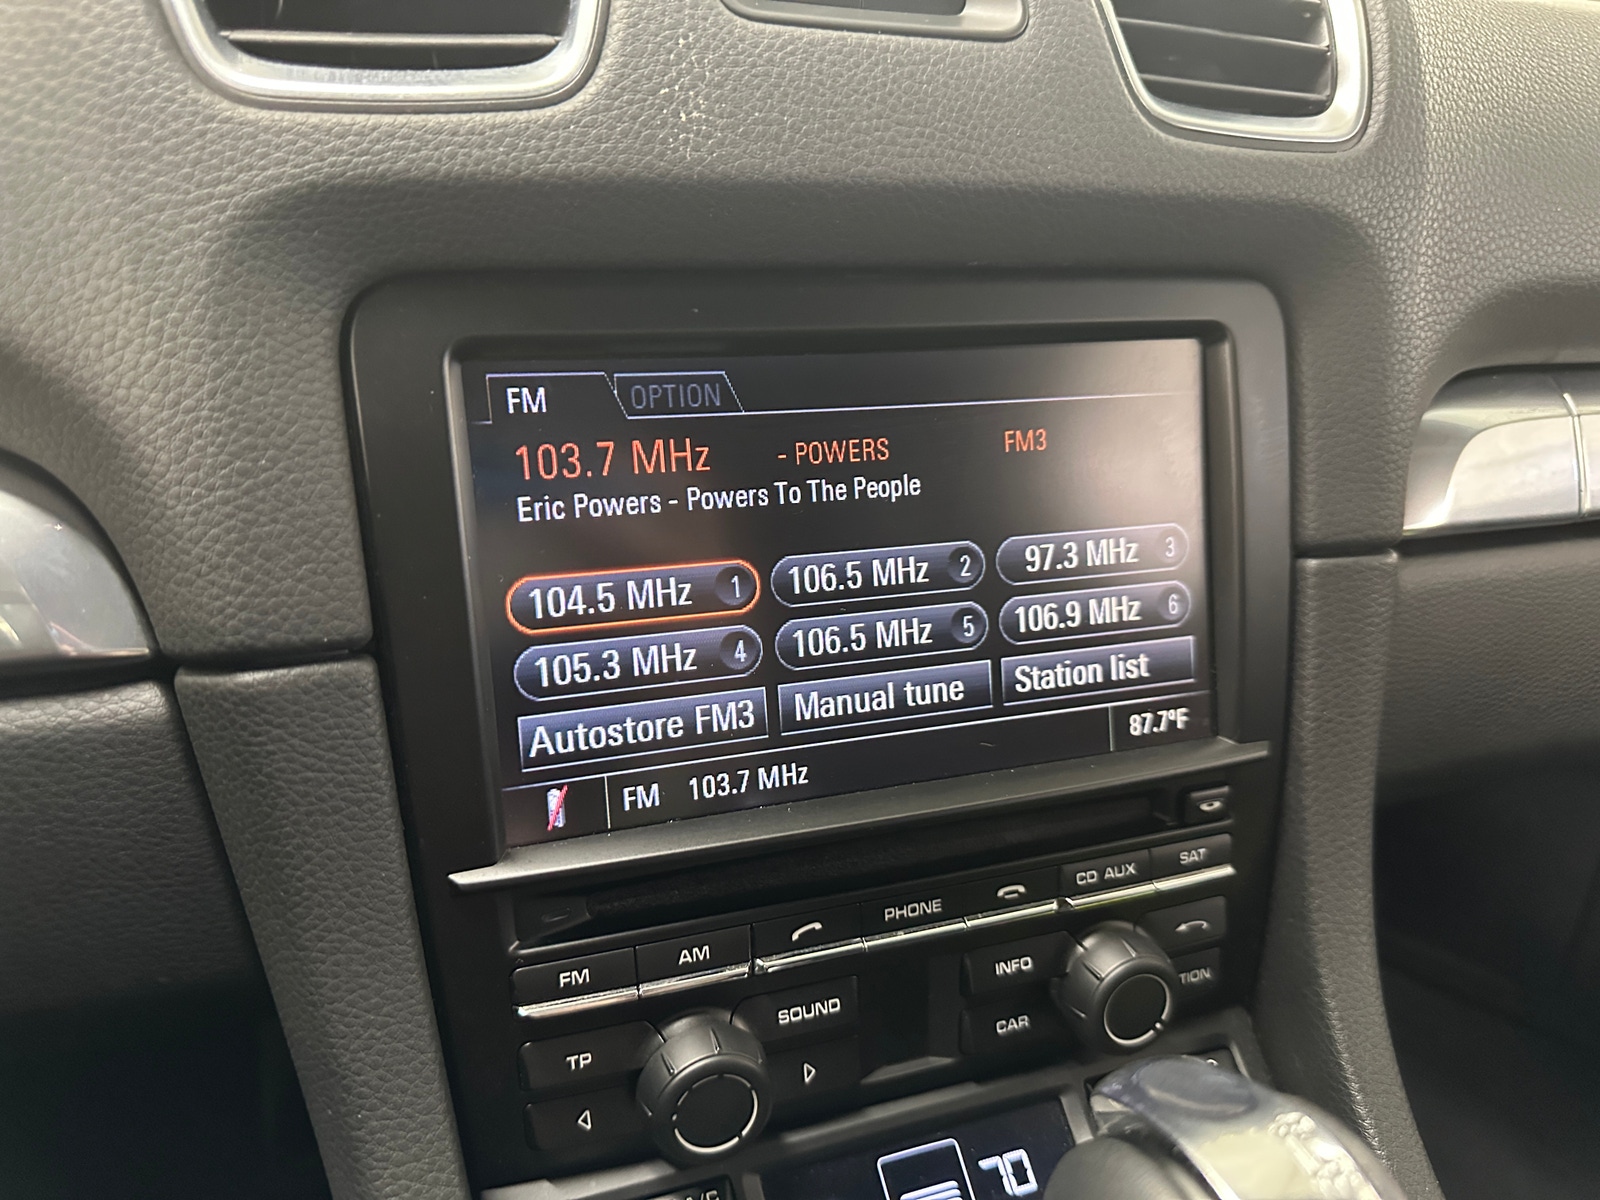 FM OPTION
103.7 MHz - POWERS FM3
Eric Powers - Powers To The People
104.5 MHz 1 106.5 MHz 2 97.3 MHz 3
105.3 MHz 4 106.5 MHz 5 106.9 MHz 6
Autostore FM3 Manual tune Station list
87.7°F
FM 103.7 MHz
FM AM PHONE CD AUX SAT
TP SOUND INFO TION
CAR
70
A/C